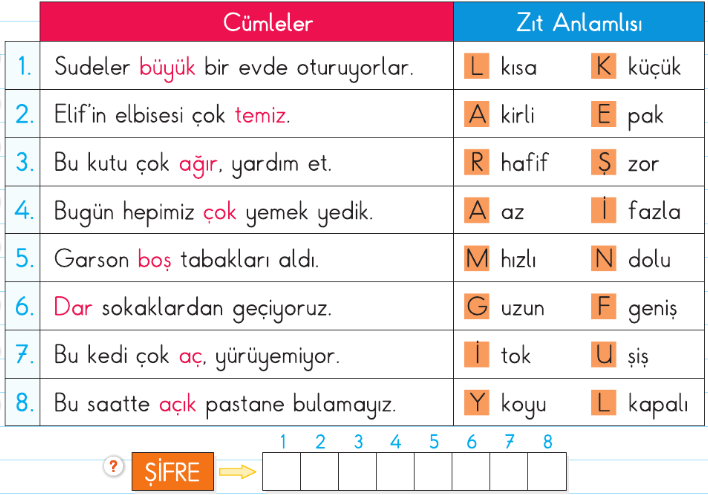 Cümleler Zıt Anlamlısı
1. Sudeler büyük bir evde oturuyorlar. L kısa K küçük
2. Elif'in elbisesi çok temiz. A kirli E pak
3. Bu kutu çok ağır, yardım et. R hafif Ş zor
4. Bugün hepimiz çok yemek yedik. A az İ fazla
5. Garson boş tabakları aldı. M hızlı N dolu
6. Dar sokaklardan geçiyoruz. G uzun F geniş
7. Bu kedi çok aç, yürüyemiyor. İ tok U şiş
8. Bu saatte açık pastane bulamayız. Y koyu L kapalı
1 2 3 4 5 6 7 8
? ŞİFRE